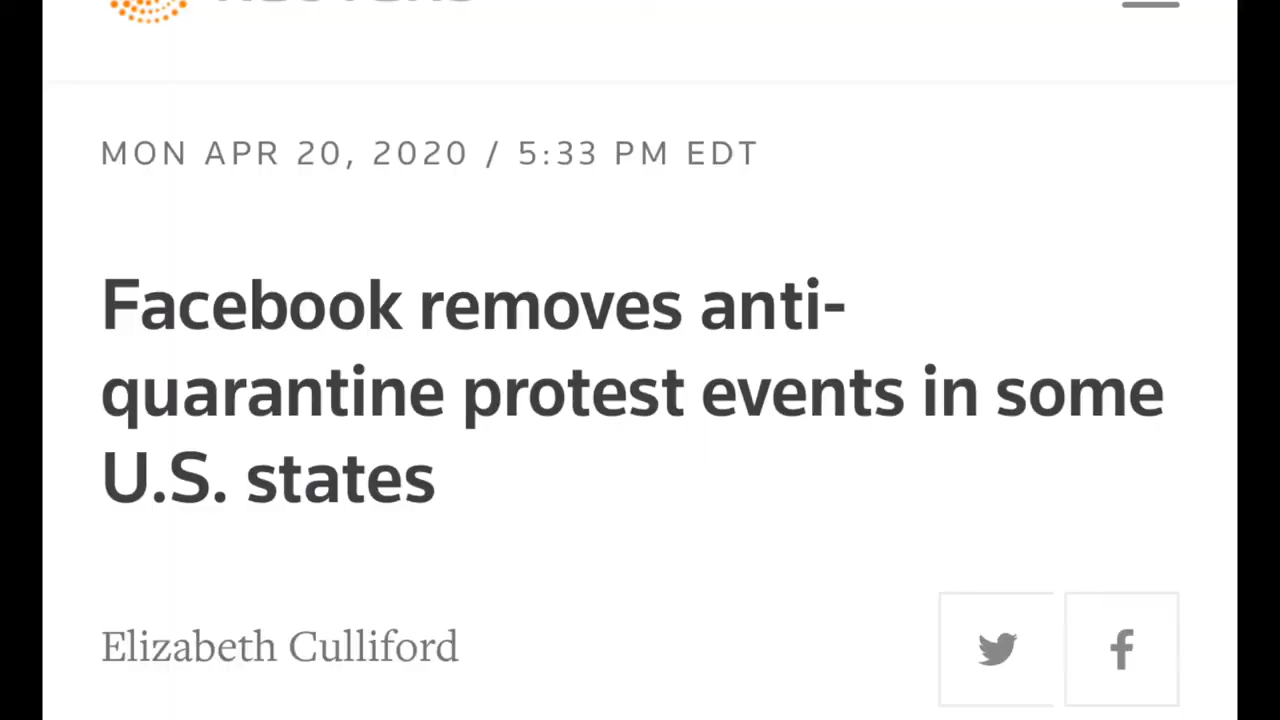 MON APR 20, 2020 / 5:33 PM EDT
Facebook removes anti-
quarantine protest events in some
U.S. states
Elizabeth Culliford